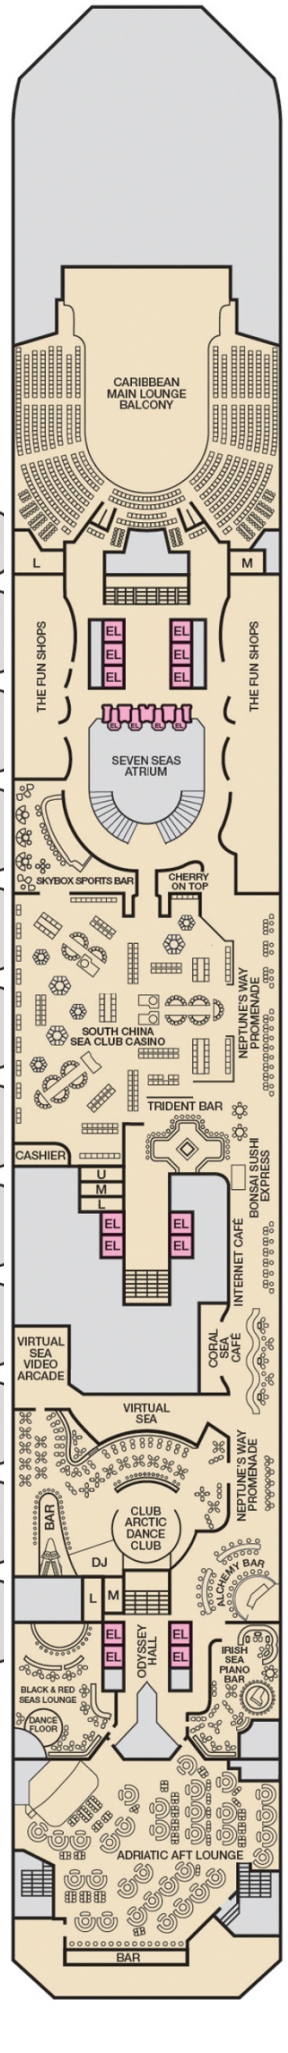 CARIBBEAN
MAIN LOUNGE
BALCONY
L
M
THE FUN SHOPS
EL
EL
EL
EL
EL
EL
THE FUN SHOPS
EL
EL
EL
EL
SEVEN SEAS
ATRIUM
SKYBOX SPORTS BAR
CHERRY
ON TOP
SOUTH CHINA
SEA CLUB CASINO
NEPTUNE'S WAY
PROMENADE
TRIDENT BAR
CASHIER
U
M
L
EL
EL
EL
EL
BONSAI SUSHI
EXPRESS
INTERNET CAFÉ
CORAL
SEA
CAFÉ
VIRTUAL
SEA
VIDEO
ARCADE
VIRTUAL
SEA
NEPTUNE'S WAY
PROMENADE
BAR
CLUB
ARCTIC
DANCE
CLUB
DJ
ALCHEMY BAR
L
M
EL
EL
ODYSSEY
HALL
EL
EL
IRISH
SEA
PIANO
BAR
BLACK & RED
SEAS LOUNGE
DANCE
FLOOR
ADRIATIC AFT LOUNGE
BAR